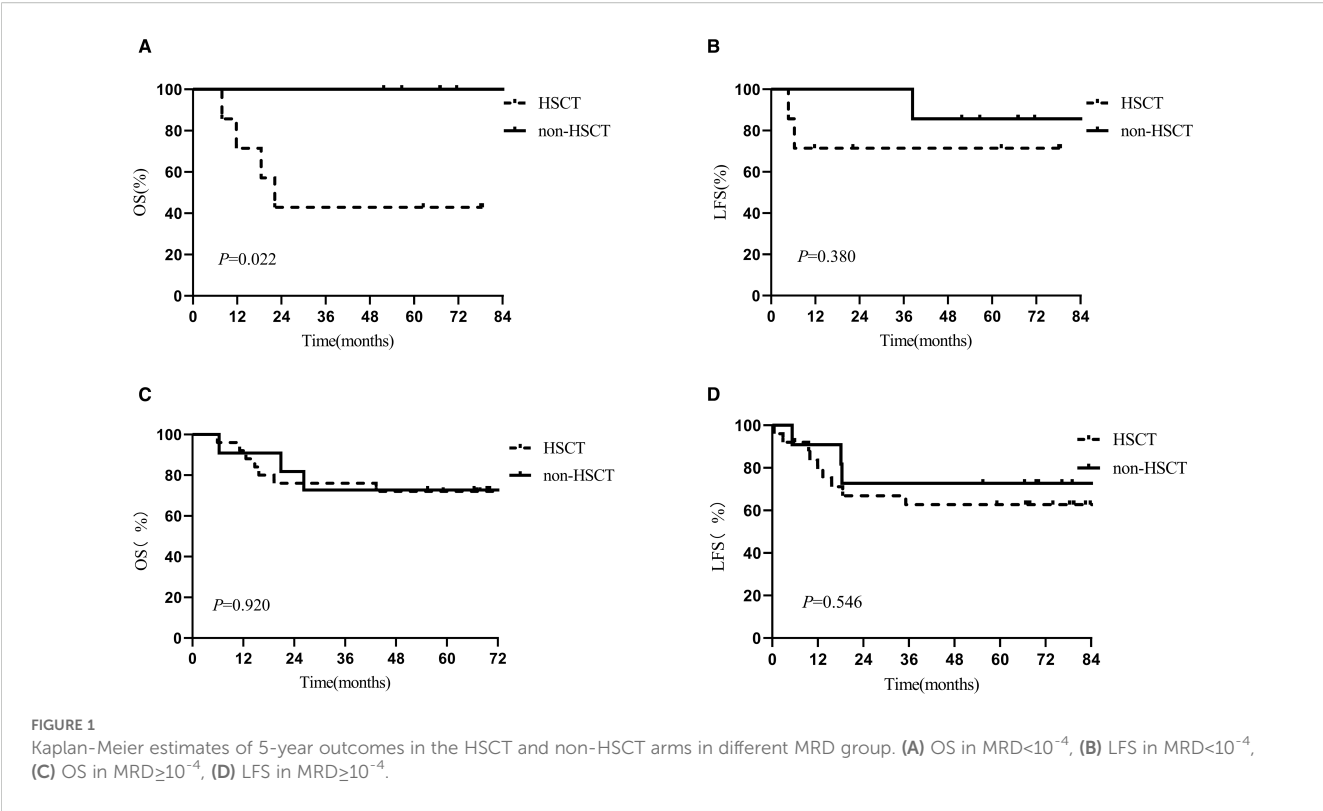 A
100
80
60
40
20
0
OS(%)
HSCT
non-HSCT
P=0.022
0 12 24 36 48 60 72 84
Time(months)
B
100
80
60
40
20
0
LFS(%)
HSCT
non-HSCT
P=0.380
0 12 24 36 48 60 72 84
Time(months)
C
100
80
60
40
20
0
OS( %)
HSCT
non-HSCT
P=0.920
0 12 24 36 48 60 72
Time(months)
D
100
80
60
40
20
0
LFS( %)
HSCT
non-HSCT
P=0.546
0 12 24 36 48 60 72 84
Time(months)
FIGURE 1
Kaplan-Meier estimates of 5-year outcomes in the HSCT and non-HSCT arms in different MRD group. (A) OS in MRD<10⁻⁴, (B) LFS in MRD<10⁻⁴,
(C) OS in MRD≥10⁻⁴, (D) LFS in MRD≥10⁻⁴.